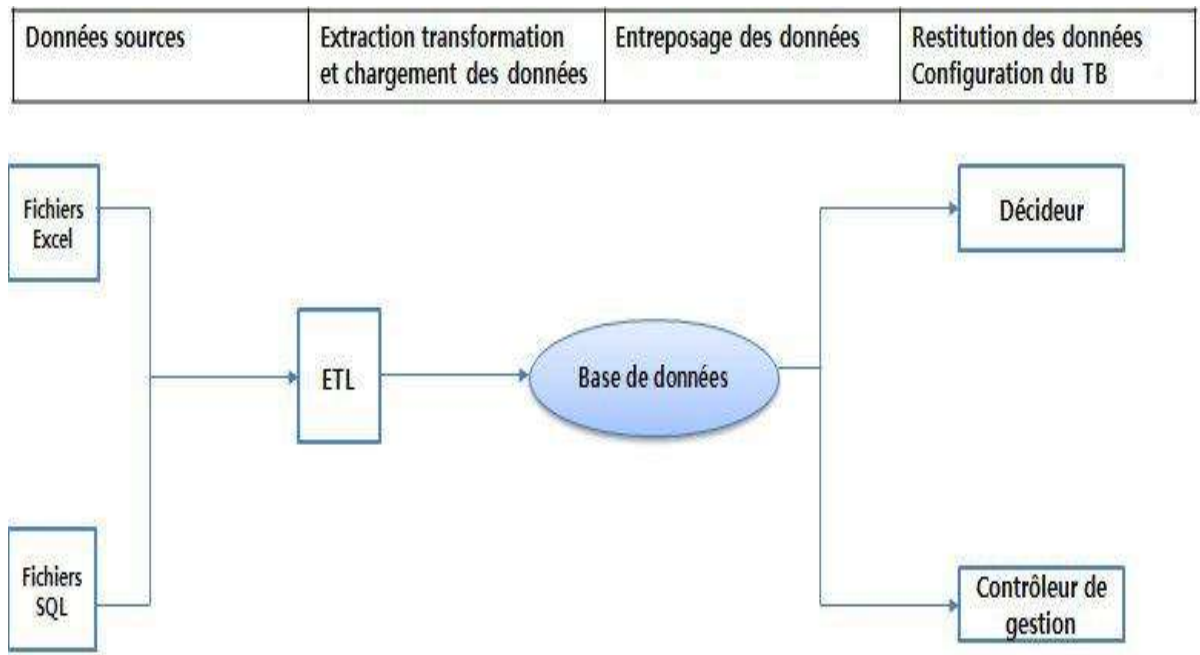 Données sources
Extraction transformation
et chargement des données
Entreposage des données
Restitution des données
Configuration du TB
Fichiers
Excel
Décideur
ETL
Base de données
Fichiers
SQL
Contrôleur de
gestion